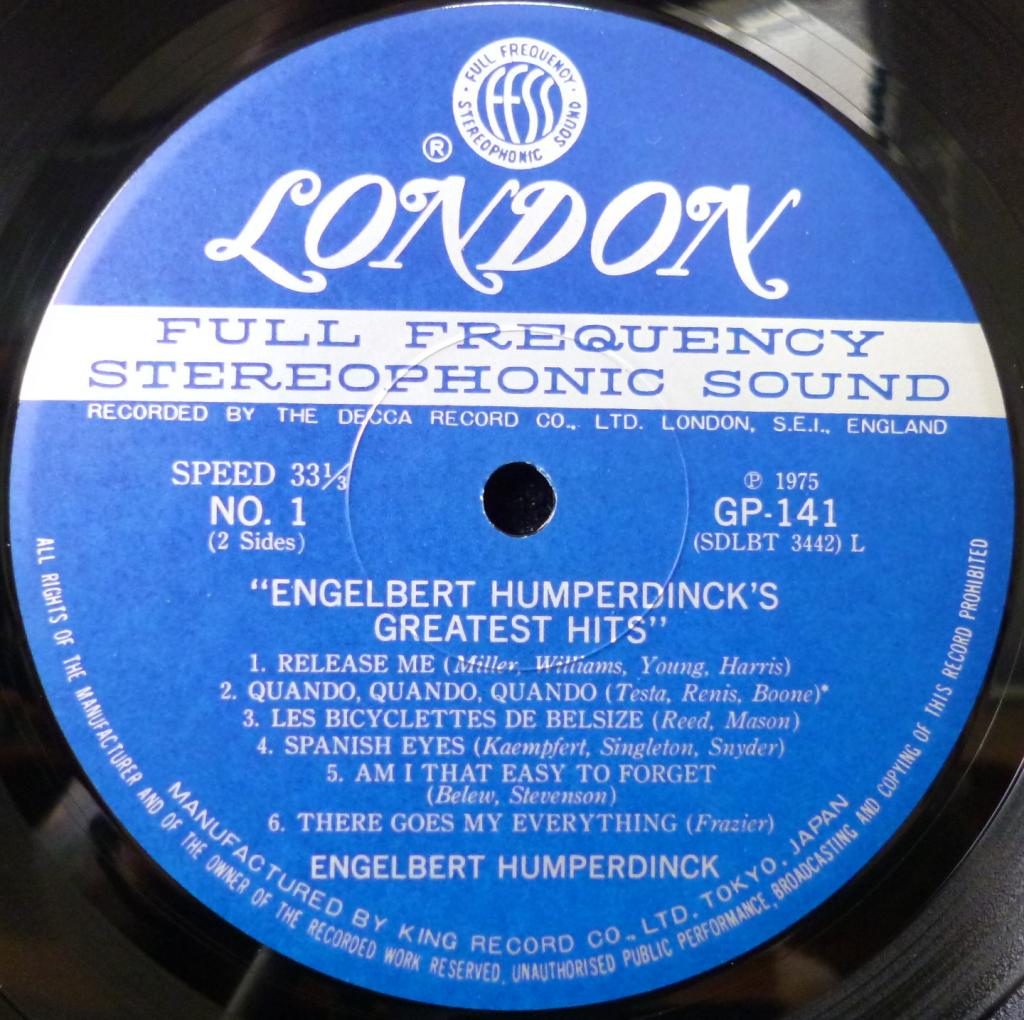 FULL FREQUENCY
FFSS
STEREOPHONIC SOUND
®
LONDON
FULL FREQUENCY
STEREOPHONIC SOUND
RECORDED BY THE DECCA RECORD CO., LTD. LONDON, S.E.I., ENGLAND
SPEED 33⅓
NO. 1
(2 Sides)
℗ 1975
GP-141
(SDLBT 3442) L
"ENGELBERT HUMPERDINCK'S
GREATEST HITS"
1. RELEASE ME (Miller, Williams, Young, Harris)
2. QUANDO, QUANDO, QUANDO (Testa, Renis, Boone)*
3. LES BICYCLETTES DE BELSIZE (Reed, Mason)
4. SPANISH EYES (Kaempfert, Singleton, Snyder)
5. AM I THAT EASY TO FORGET
(Belew, Stevenson)
6. THERE GOES MY EVERYTHING (Frazier)
ENGELBERT HUMPERDINCK
MANUFACTURED BY KING RECORD CO., LTD. TOKYO. JAPAN
ALL RIGHTS OF THE MANUFACTURER AND OF THE OWNER OF THE RECORDED WORK RESERVED. UNAUTHORISED PUBLIC PERFORMANCE, BROADCASTING AND COPYING OF THIS RECORD PROHIBITED